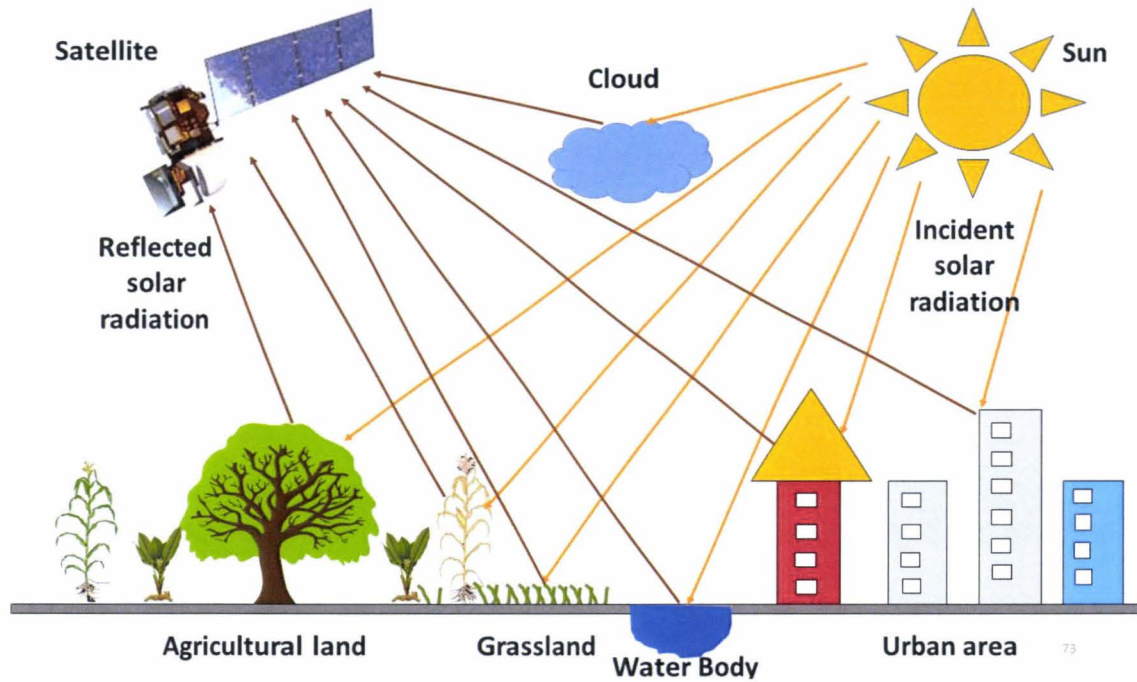 Satellite
Cloud
Sun
Reflected
solar
radiation
Incident
solar
radiation
Agricultural land
Grassland
Water Body
Urban area
73